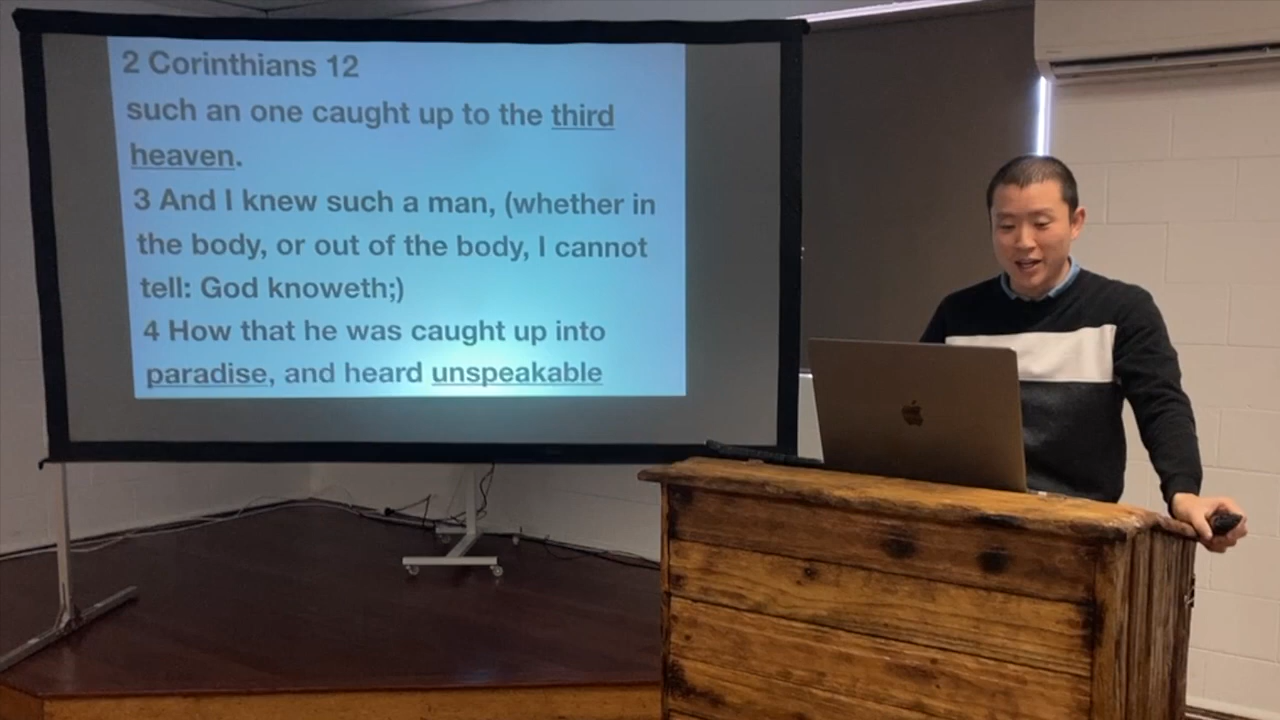 2 Corinthians 12
such an one caught up to the third
heaven.
3 And I knew such a man, (whether in
the body, or out of the body, I cannot
tell: God knoweth;)
4 How that he was caught up into
paradise, and heard unspeakable